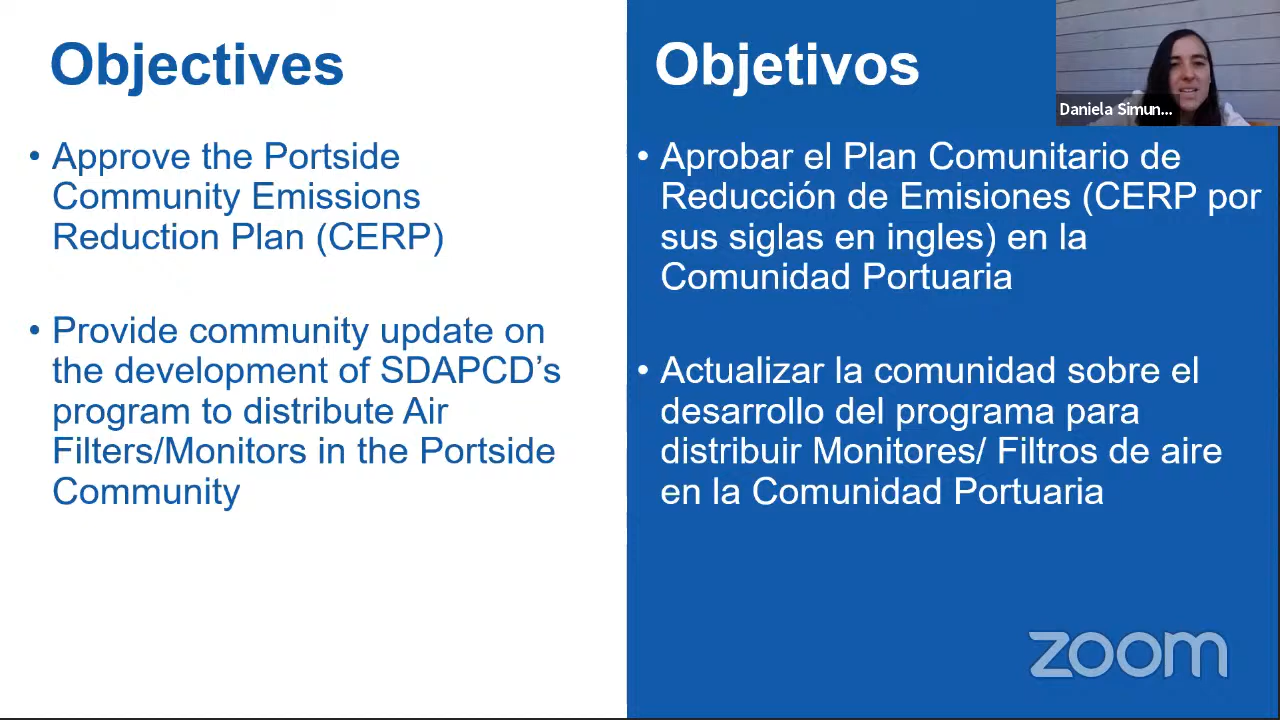 Objectives
• Approve the Portside
Community Emissions
Reduction Plan (CERP)
• Provide community update on
the development of SDAPCD’s
program to distribute Air
Filters/Monitors in the Portside
Community
Objetivos
• Aprobar el Plan Comunitario de
Reducción de Emisiones (CERP por
sus siglas en ingles) en la
Comunidad Portuaria
• Actualizar la comunidad sobre el
desarrollo del programa para
distribuir Monitores/ Filtros de aire
en la Comunidad Portuaria
Daniela Simun...
zoom